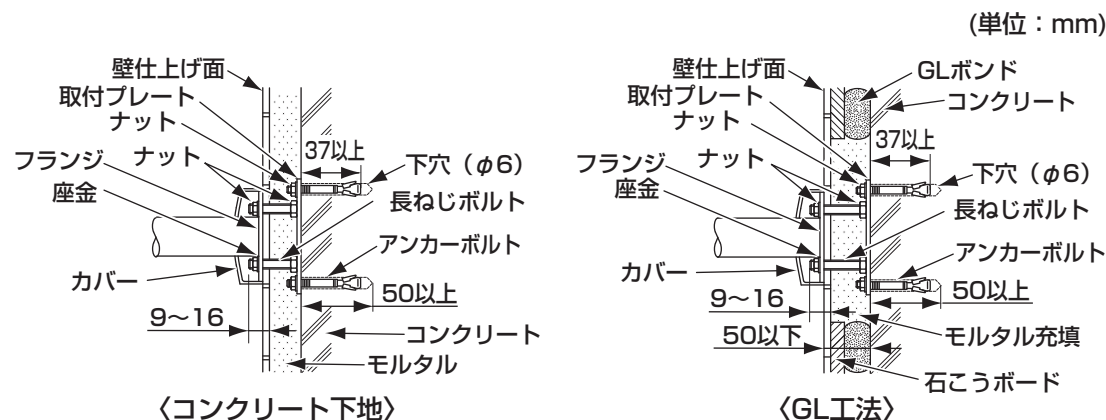 (単位：mm)
壁仕上げ面
取付プレート
ナット
ナット
フランジ
座金
37以上
下穴（φ6）
長ねじボルト
アンカーボルト
カバー
50以上
9〜16
コンクリート
モルタル
〈コンクリート下地〉
壁仕上げ面
GLボンド
取付プレート
コンクリート
ナット
ナット
37以上
フランジ
下穴（φ6）
座金
長ねじボルト
アンカーボルト
カバー
50以上
9〜16
50以下
モルタル充填
石こうボード
〈GL工法〉